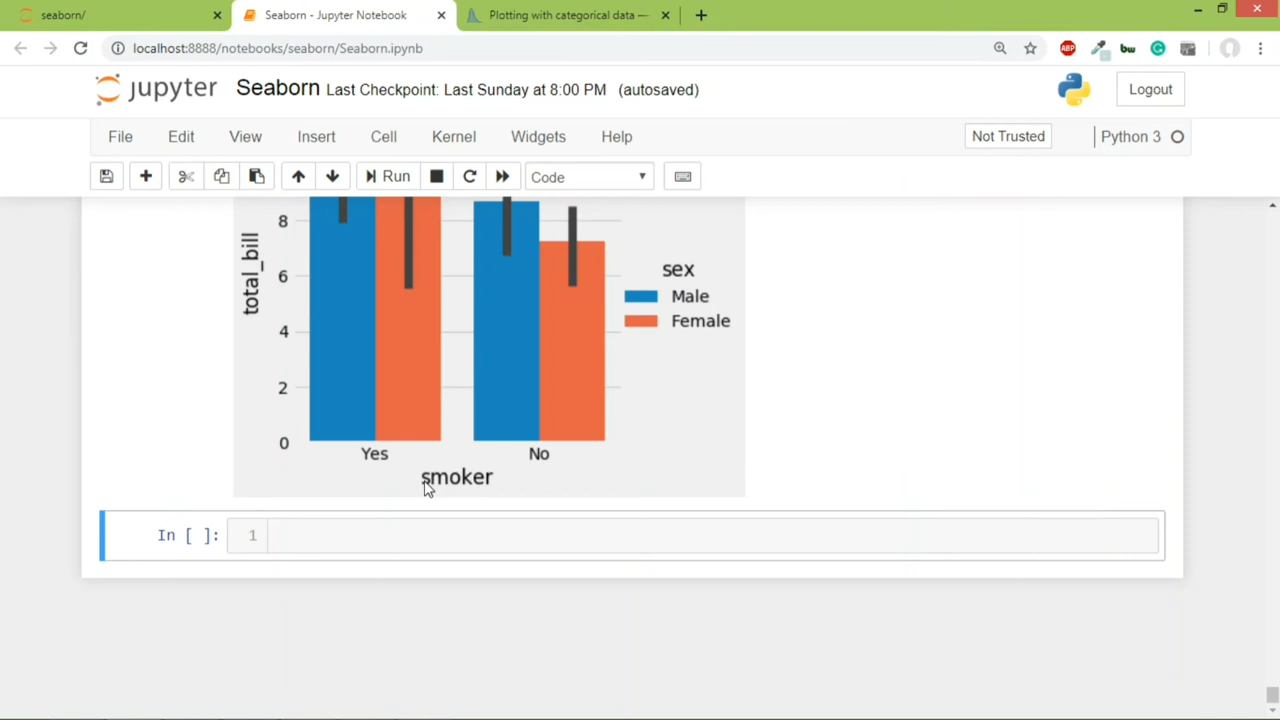 seaborn/
Seaborn - Jupyter Notebook
Plotting with categorical data —
localhost:8888/notebooks/seaborn/Seaborn.ipynb
ABP
bw
jupyter Seaborn Last Checkpoint: Last Sunday at 8:00 PM (autosaved)
Logout
File Edit View Insert Cell Kernel Widgets Help
Not Trusted
Python 3
Run
Code
8
6
4
2
0
total_bill
sex
Male
Female
Yes No
smoker
In [ ]: 1